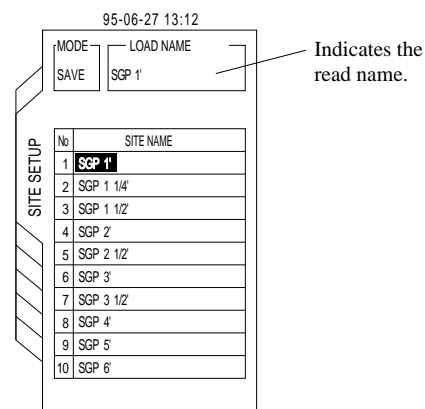 95-06-27 13:12
MODE
LOAD NAME
SAVE
SGP 1'
Indicates the
read name.
SITE SETUP
No SITE NAME
1 SGP 1'
2 SGP 1 1/4'
3 SGP 1 1/2'
4 SGP 2'
5 SGP 2 1/2'
6 SGP 3'
7 SGP 3 1/2'
8 SGP 4'
9 SGP 5'
10 SGP 6'